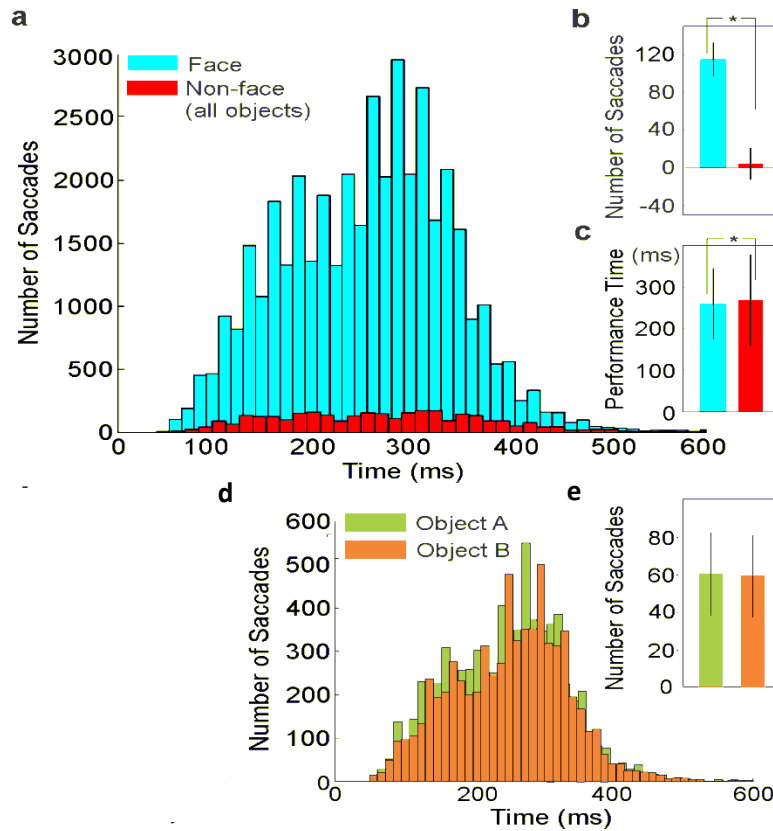 a
Number of Saccades
3000
2500
2000
1500
1000
500
0
Face
Non-face
(all objects)
0
100
200
300
400
500
600
Time (ms)
b
*
Number of Saccades
120
80
40
0
-40
c
*
Performance Time
(ms)
300
200
100
0
d
Number of Saccades
600
500
400
300
200
100
0
Object A
Object B
0
200
400
600
Time (ms)
e
Number of Saccades
80
60
40
20
0